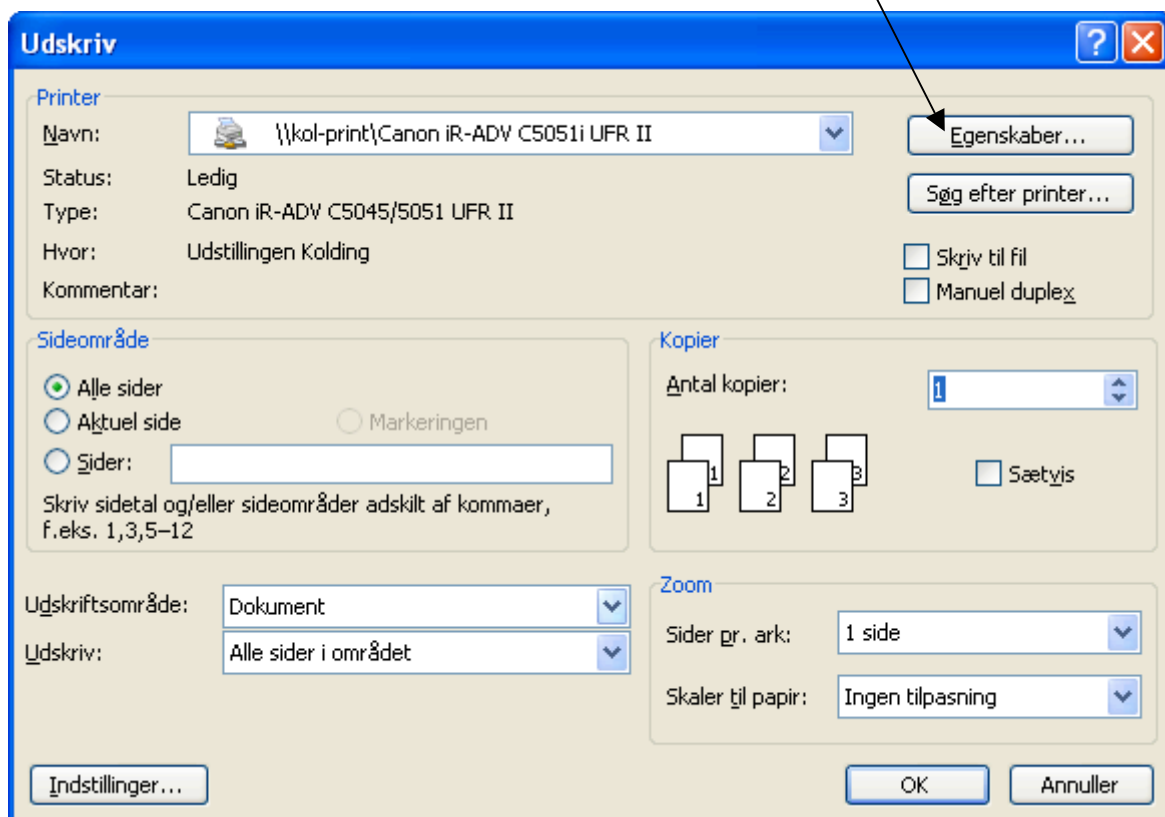 Udskriv
Printer
Navn:
\\kol-print\Canon iR-ADV C5051i UFR II
Egenskaber...
Status:
Ledig
Søg efter printer...
Type:
Canon iR-ADV C5045/5051 UFR II
Hvor:
Udstillingen Kolding
Skriv til fil
Kommentar:
Manuel duplex
Sideområde
Alle sider
Aktuel side
Markeringen
Sider:
Skriv sidetal og/eller sideområder adskilt af kommaer,
f.eks. 1,3,5–12
Kopier
Antal kopier:
1
1 1 2 2 3 3
Sætvis
Udskriftsområde:
Dokument
Udskriv:
Alle sider i området
Zoom
Sider pr. ark:
1 side
Skaler til papir:
Ingen tilpasning
Indstillinger...
OK
Annuller